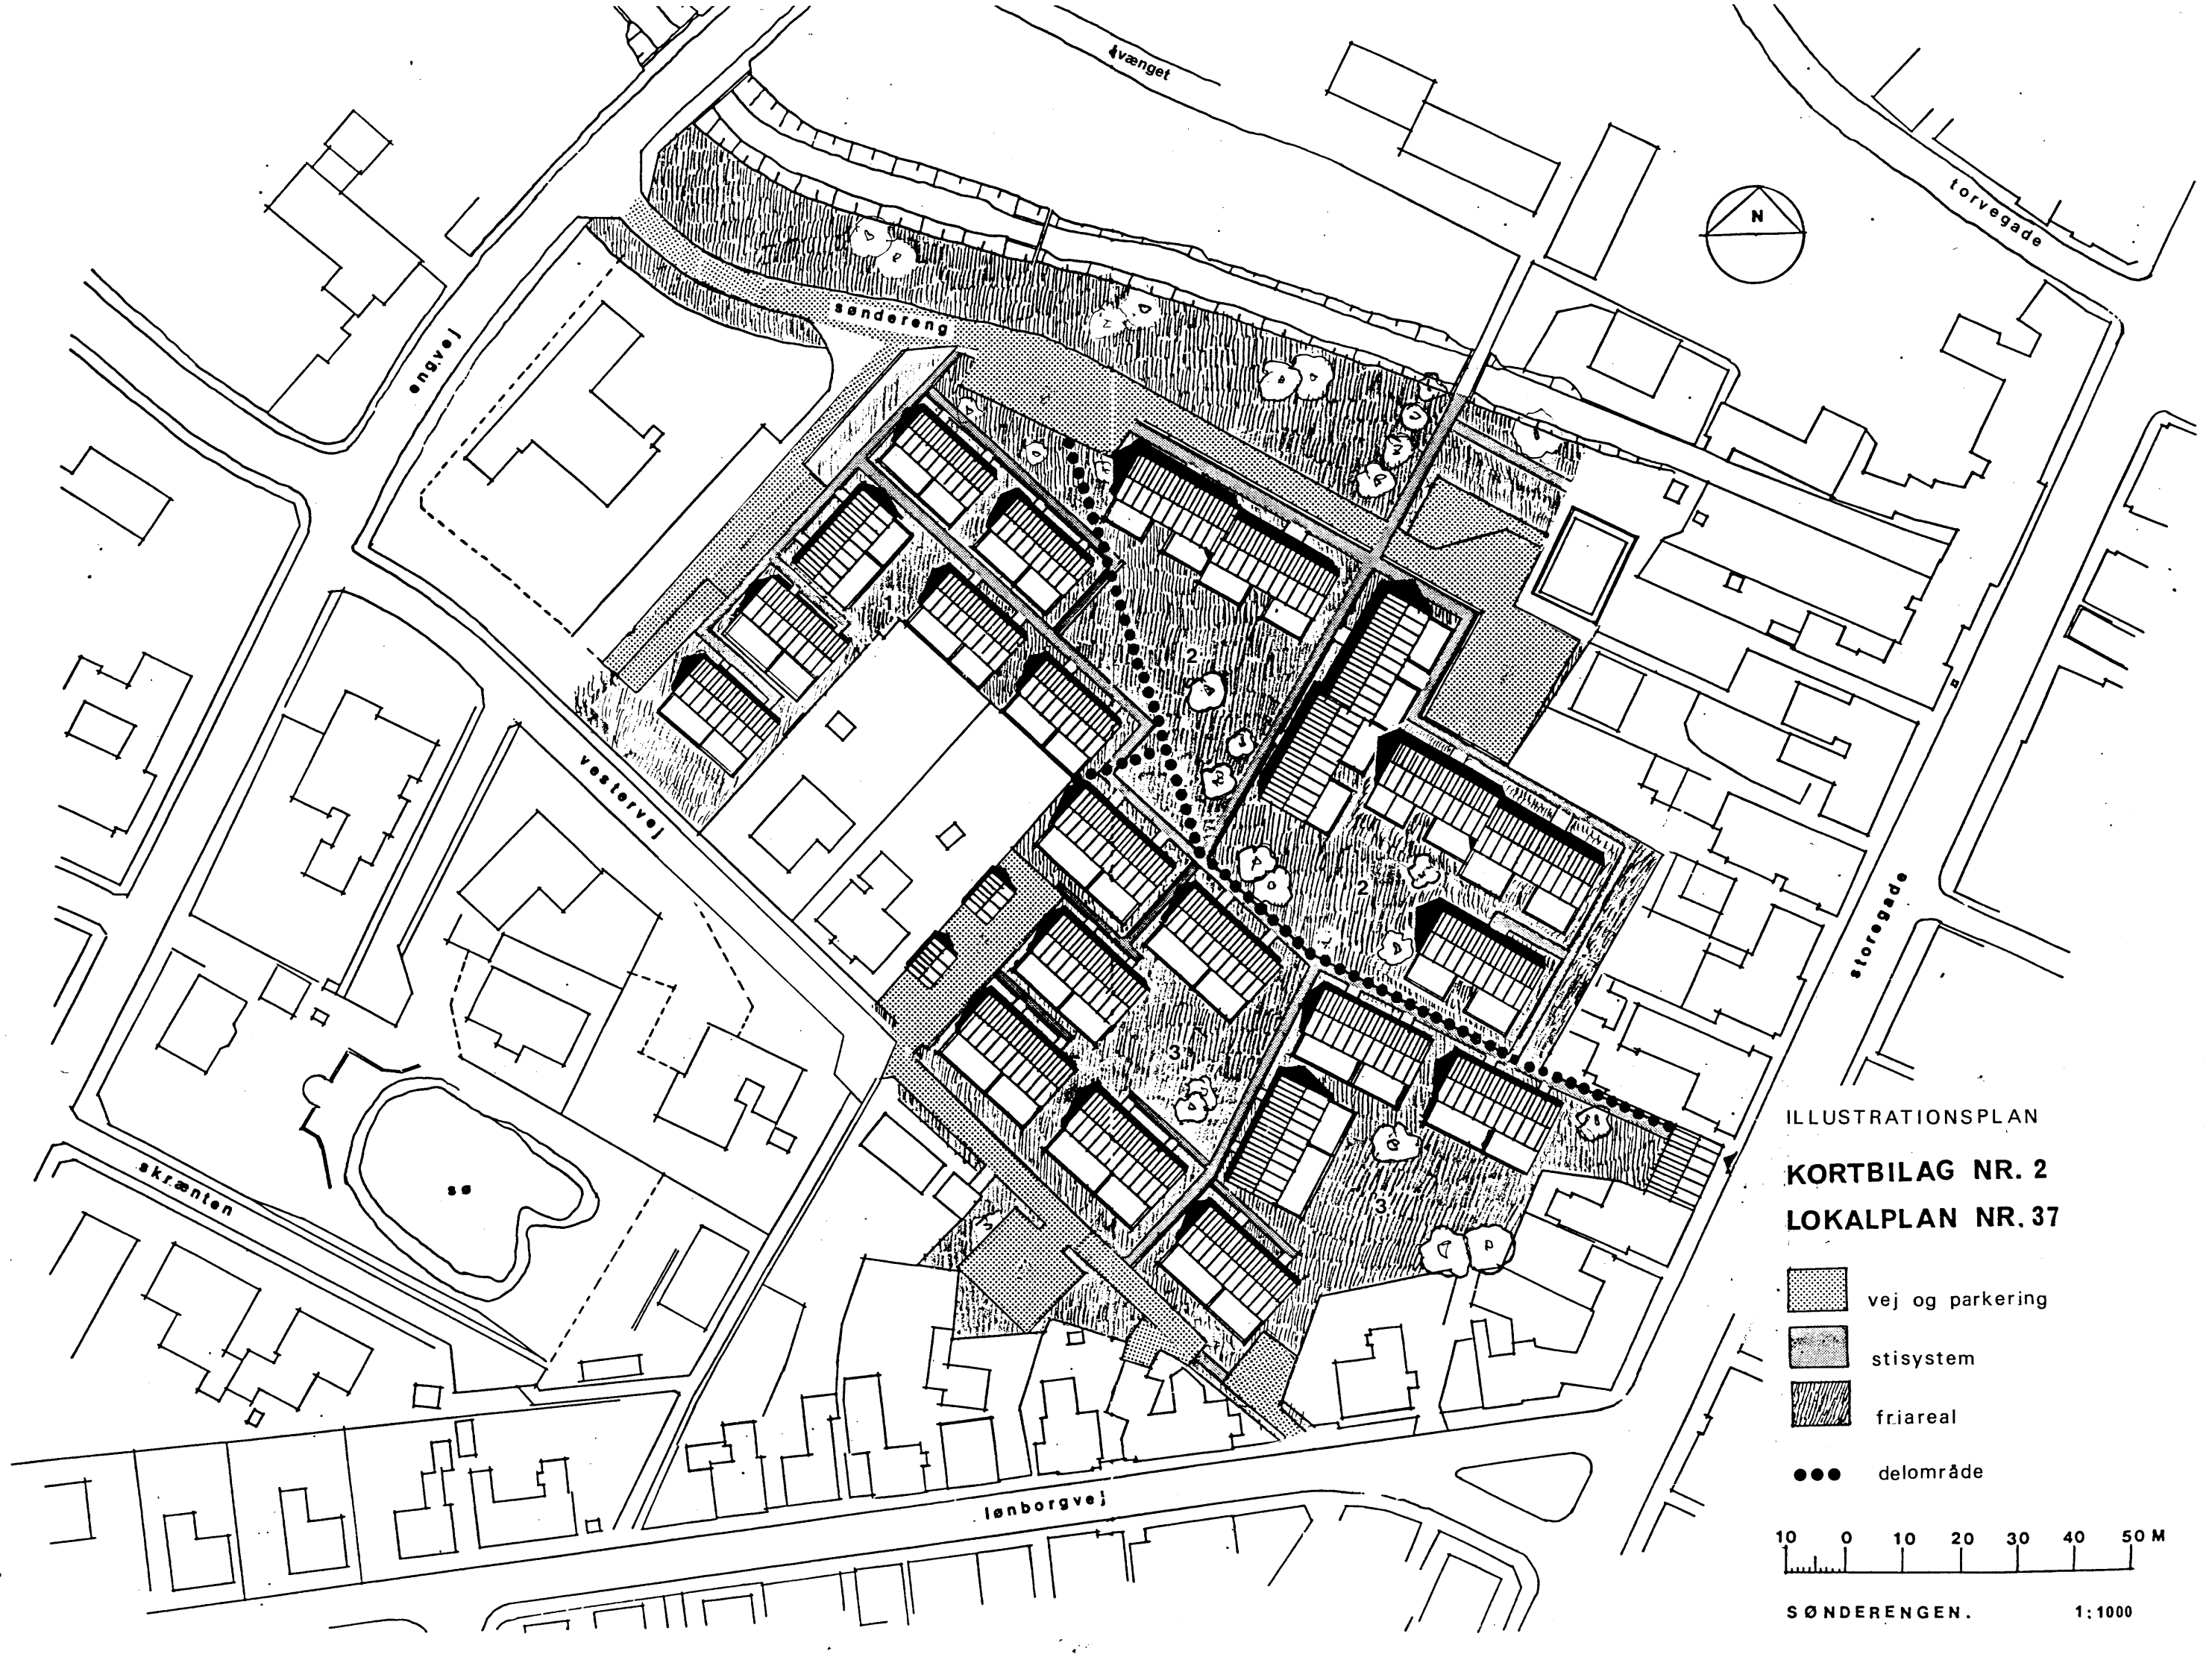 åvænget
torvegade
N
søndereng
engvej
1
2
vestervej
2
storegade
3
3
skrænten
sø
lønborgvej
ILLUSTRATIONSPLAN
KORTBILAG NR. 2
LOKALPLAN NR. 37
vej og parkering
stisystem
friareal
delområde
10 0 10 20 30 40 50 M
SØNDERENGEN. 1:1000